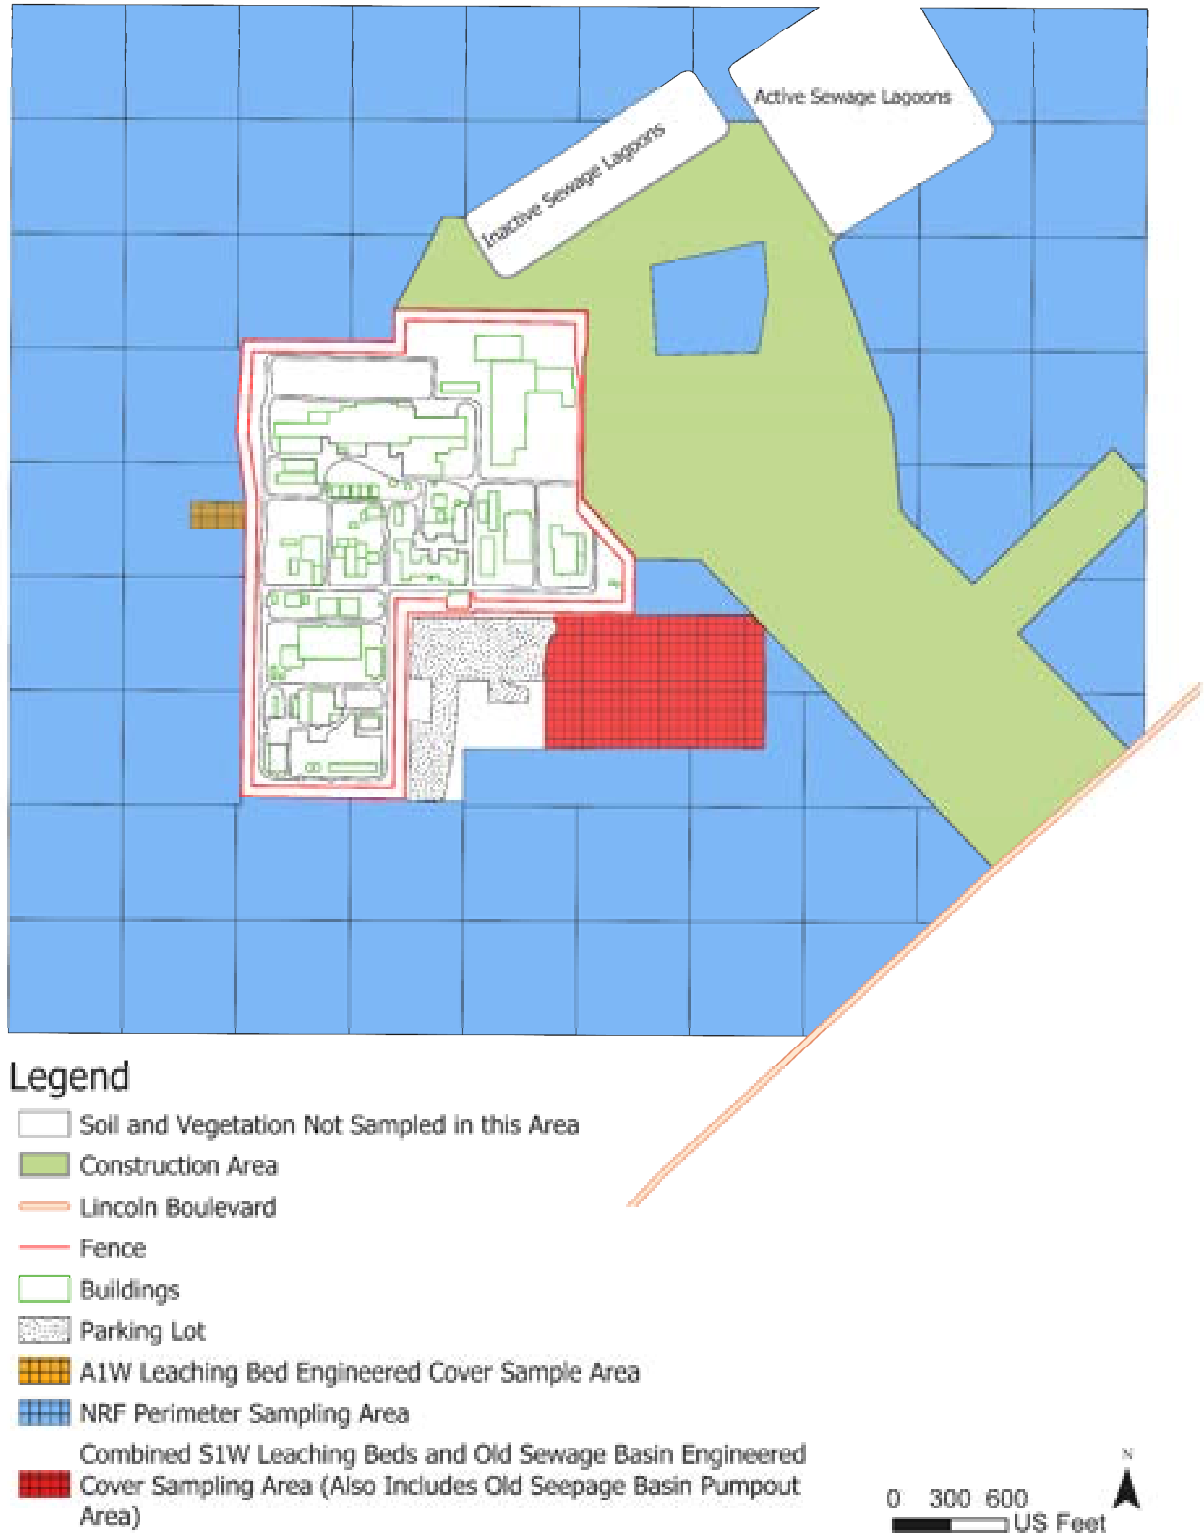 Active Sewage Lagoons
Inactive Sewage Lagoons
Legend
Soil and Vegetation Not Sampled in this Area
Construction Area
Lincoln Boulevard
Fence
Buildings
Parking Lot
A1W Leaching Bed Engineered Cover Sample Area
NRF Perimeter Sampling Area
Combined S1W Leaching Beds and Old Sewage Basin Engineered
Cover Sampling Area (Also Includes Old Seepage Basin Pumpout
Area)
N
0 300 600
US Feet